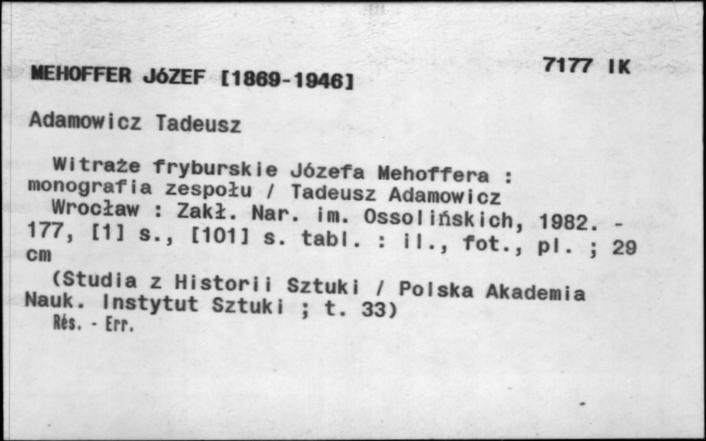 7177 IK
MEHOFFER JÓZEF [1869-1946]
Adamowicz Tadeusz
Witraże fryburskie Józefa Mehoffera :
monografia zespołu / Tadeusz Adamowicz
Wrocław : Zakł. Nar. im. Ossolińskich, 1982. -
177, [1] s., [101] s. tabl. : il., fot., pl. ; 29
cm
(Studia z Historii Sztuki / Polska Akademia
Nauk. Instytut Sztuki ; t. 33)
Rés. - Err.